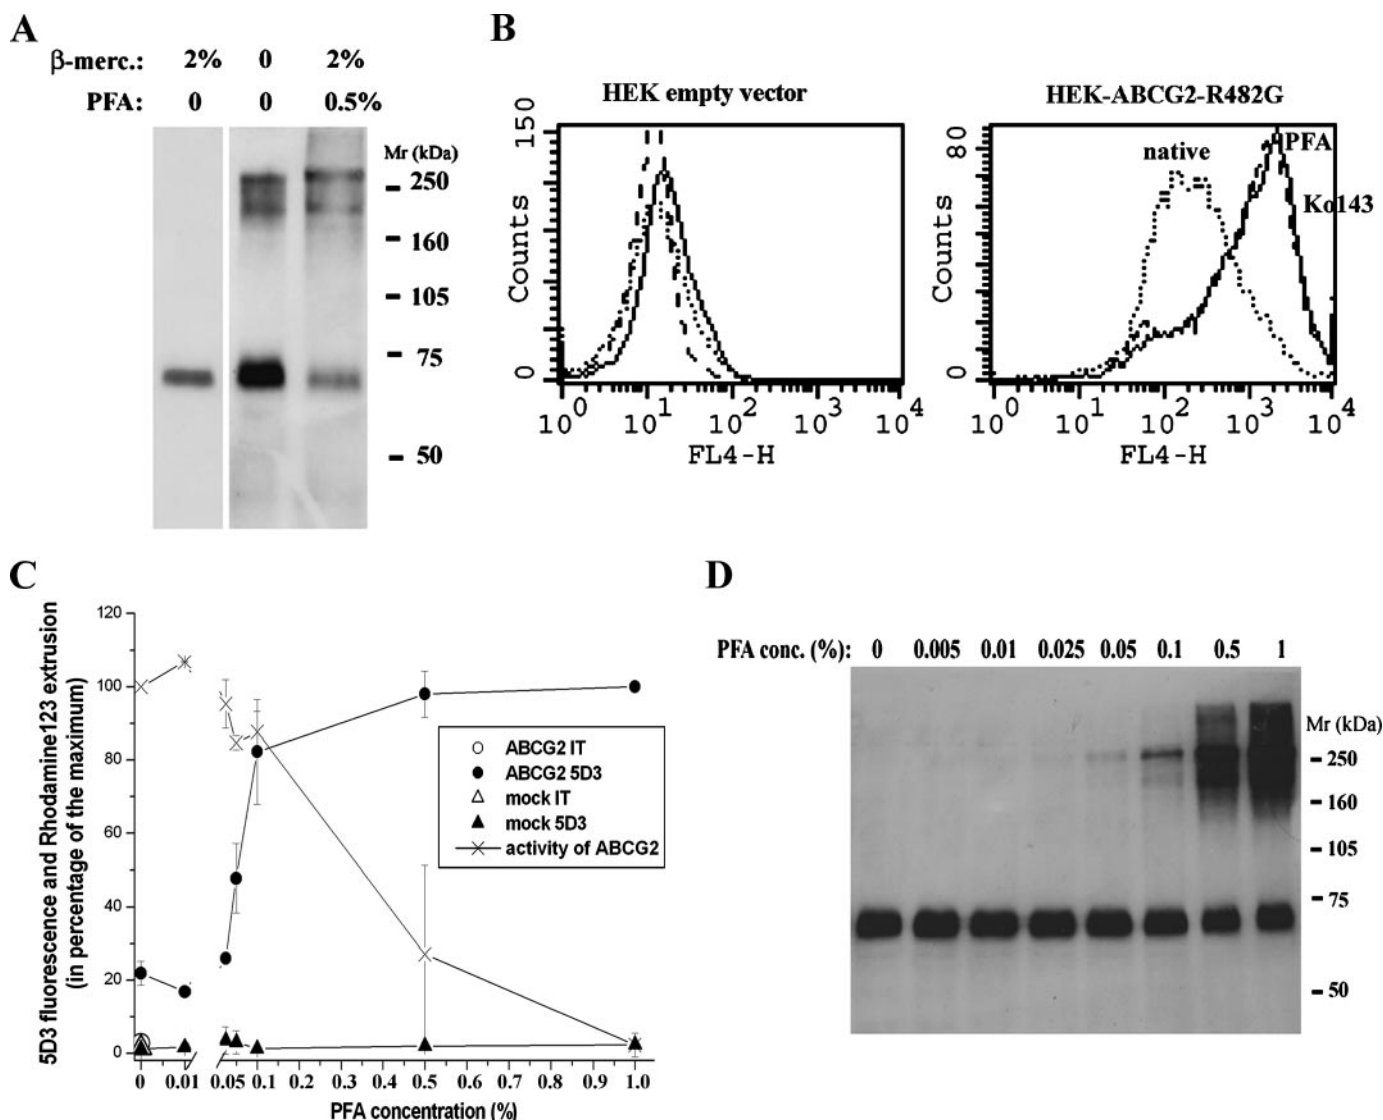 A
β-merc.: 2% 0 2%
PFA: 0 0 0.5%
Mr (kDa)
250
160
105
75
50
B
HEK empty vector
150
Counts
0
10^0 10^1 10^2 10^3 10^4
FL4-H
HEK-ABCG2-R482G
80
native
PFA
Ko143
Counts
0
10^0 10^1 10^2 10^3 10^4
FL4-H
C
5D3 fluorescence and Rhodamine123 extrusion
(in percentage of the maximum)
120
100
80
60
40
20
0
ABCG2 IT
ABCG2 5D3
mock IT
mock 5D3
activity of ABCG2
0 0.01 0.05 0.1 0.2 0.3 0.4 0.5 0.6 0.7 0.8 0.9 1.0
PFA concentration (%)
D
PFA conc. (%): 0 0.005 0.01 0.025 0.05 0.1 0.5 1
Mr (kDa)
250
160
105
75
50